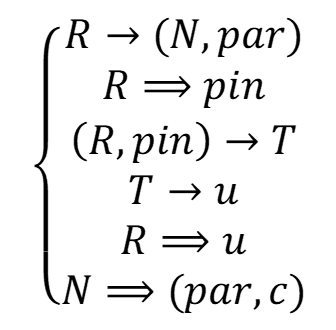 R → (N, par)
R ⟹ pin
(R, pin) → T
T → u
R ⟹ u
N ⟹ (par, c)